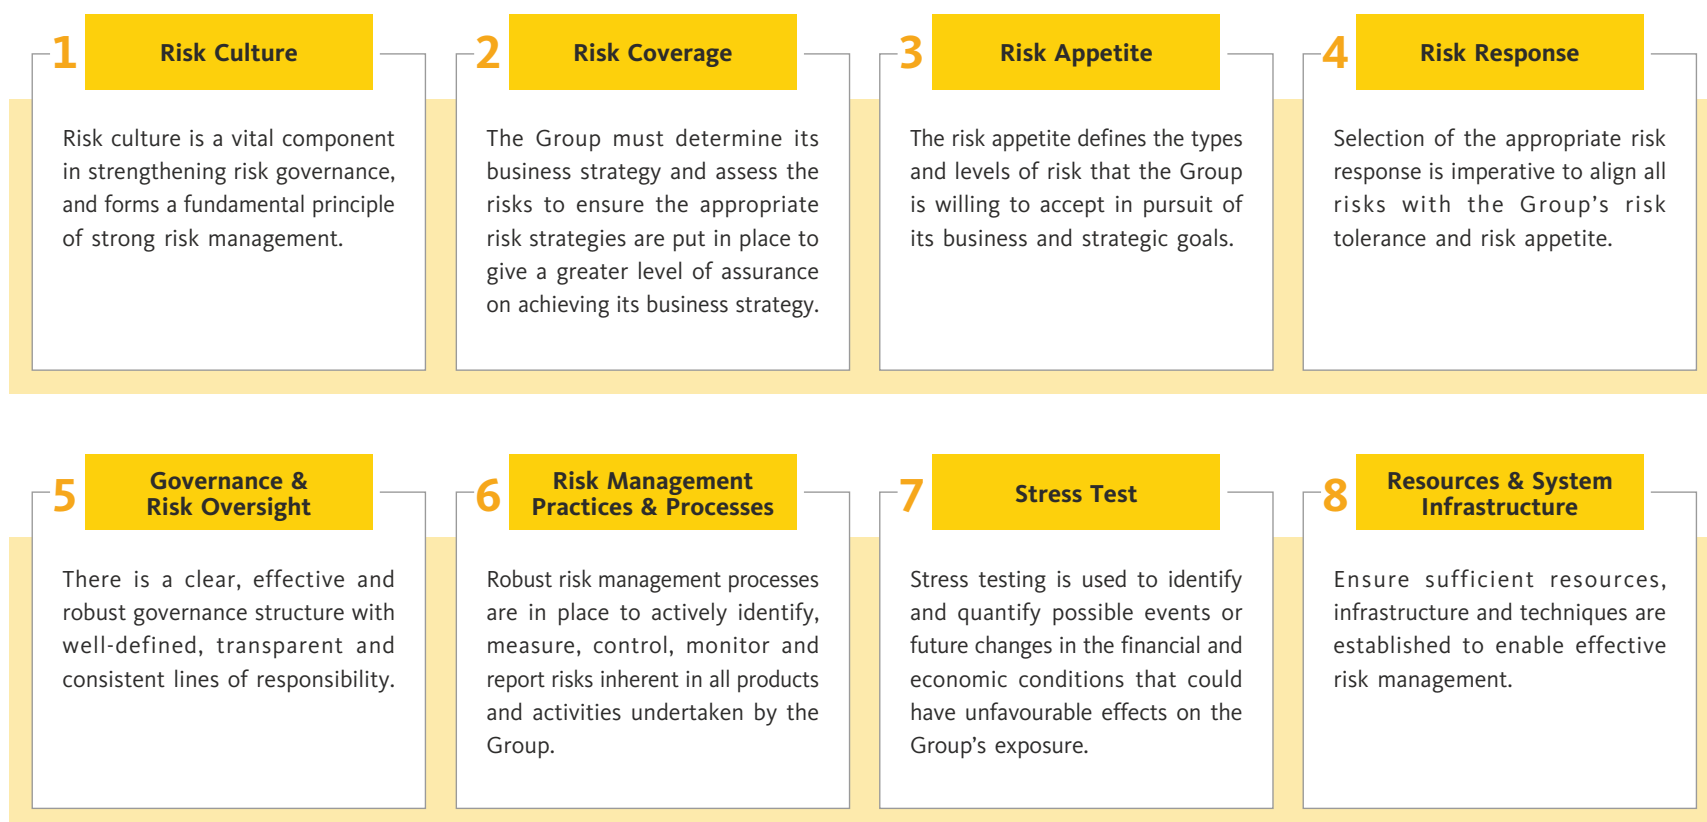 1
Risk Culture
Risk culture is a vital component
in strengthening risk governance,
and forms a fundamental principle
of strong risk management.
2
Risk Coverage
The Group must determine its
business strategy and assess the
risks to ensure the appropriate
risk strategies are put in place to
give a greater level of assurance
on achieving its business strategy.
3
Risk Appetite
The risk appetite defines the types
and levels of risk that the Group
is willing to accept in pursuit of
its business and strategic goals.
4
Risk Response
Selection of the appropriate risk
response is imperative to align all
risks with the Group’s risk
tolerance and risk appetite.
5
Governance &
Risk Oversight
There is a clear, effective and
robust governance structure with
well-defined, transparent and
consistent lines of responsibility.
6
Risk Management
Practices & Processes
Robust risk management processes
are in place to actively identify,
measure, control, monitor and
report risks inherent in all products
and activities undertaken by the
Group.
7
Stress Test
Stress testing is used to identify
and quantify possible events or
future changes in the financial and
economic conditions that could
have unfavourable effects on the
Group’s exposure.
8
Resources & System
Infrastructure
Ensure sufficient resources,
infrastructure and techniques are
established to enable effective
risk management.